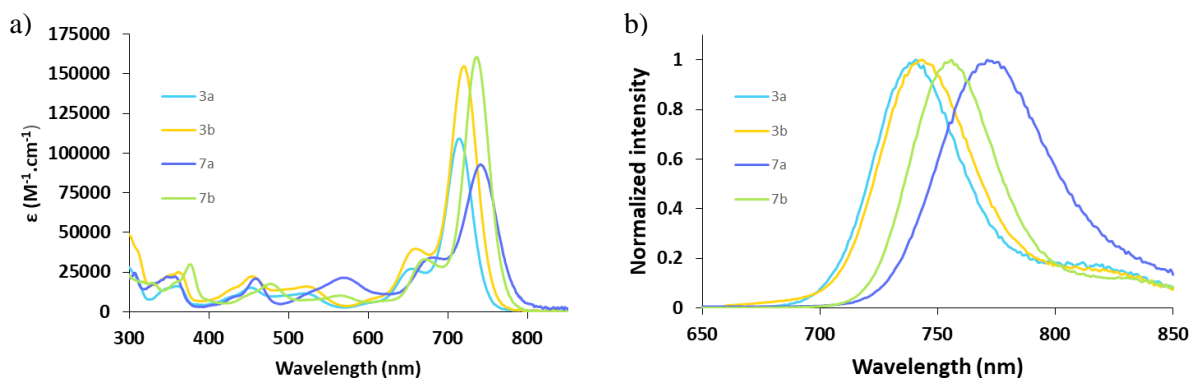 a)
175000
150000
125000
100000
75000
50000
25000
0
ε (M-1.cm-1)
3a
3b
7a
7b
300 400 500 600 700 800
Wavelength (nm)
b)
1
0.8
0.6
0.4
0.2
0
Normalized intensity
3a
3b
7a
7b
650 700 750 800 850
Wavelength (nm)